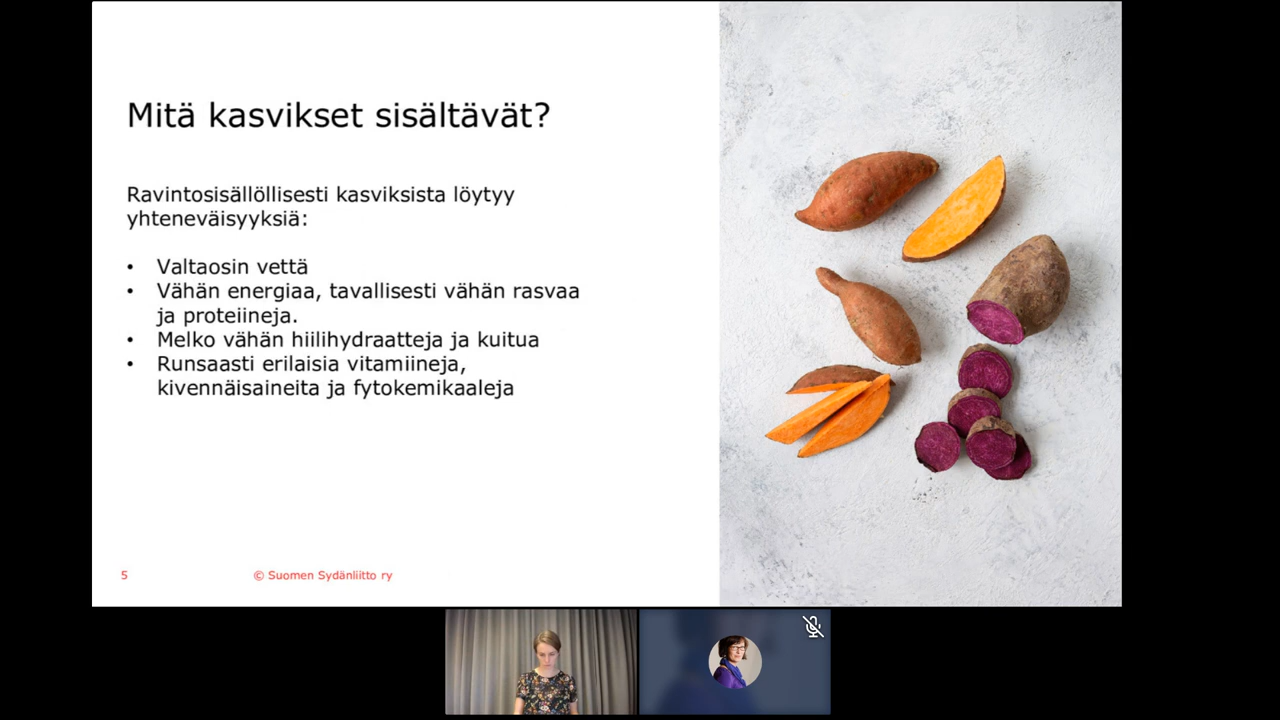 Mitä kasvikset sisältävät?
Ravintosisällöllisesti kasviksista löytyy
yhteneväisyyksiä:
• Valtaosin vettä
• Vähän energiaa, tavallisesti vähän rasvaa
ja proteiineja.
• Melko vähän hiilihydraatteja ja kuitua
• Runsaasti erilaisia vitamiineja,
kivennäisaineita ja fytokemikaaleja
5
© Suomen Sydänliitto ry